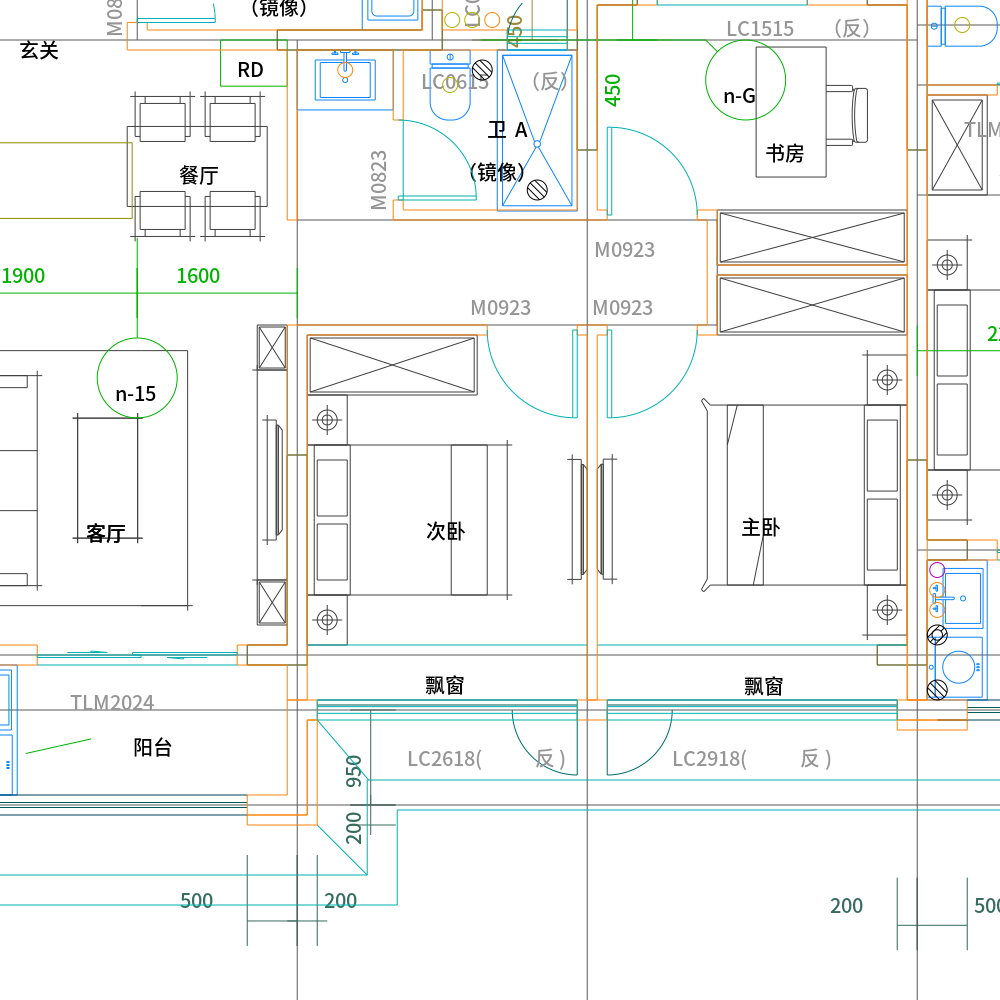 (镜像)
M08
450
LC1515 (反)
玄关
RD
LC0615 (反)
450
n-G
卫 A
TLM
书房
餐厅
M0823
(镜像)
M0923
1900
1600
M0923
M0923
n-15
客厅
次卧
主卧
飘窗
飘窗
TLM2024
阳台
LC2618( 反 )
LC2918( 反 )
950
200
500
200
200
500